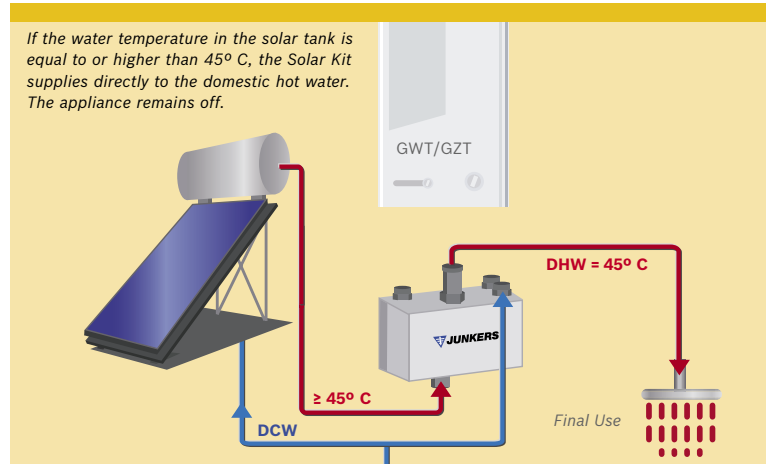 If the water temperature in the solar tank is
equal to or higher than 45º C, the Solar Kit
supplies directly to the domestic hot water.
The appliance remains off.
GWT/GZT
DHW = 45º C
JUNKERS
≥ 45º C
DCW
Final Use